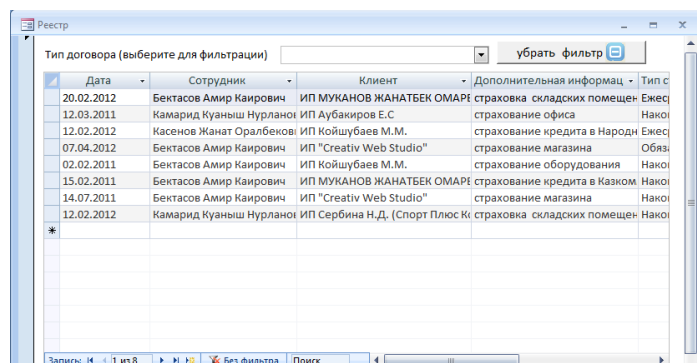 Реестр
Тип договора (выберите для фильтрации) убрать фильтр
Дата Сотрудник Клиент Дополнительная информац Тип с
20.02.2012 Бектасов Амир Каирович ИП МУКАНОВ ЖАНАТБЕК ОМАРЕ страховка складских помещен Ежес
12.03.2011 Камарид Куаныш Нурланов ИП Аубакиров Е.С страхование офиса Нако
12.02.2012 Касенов Жанат Оралбекови ИП Койшубаев М.М. страхование кредита в Народн Ежес
07.04.2012 Бектасов Амир Каирович ИП "Creativ Web Studio" страхование магазина Обяз
02.02.2011 Бектасов Амир Каирович ИП Койшубаев М.М. страхование оборудования Нако
15.02.2011 Бектасов Амир Каирович ИП МУКАНОВ ЖАНАТБЕК ОМАРЕ страхование кредита в Казком Нако
14.07.2011 Бектасов Амир Каирович ИП "Creativ Web Studio" страхование магазина Нако
12.02.2012 Камарид Куаныш Нурланов ИП Сербина Н.Д. (Спорт Плюс Ко страховка складских помещен Нако
Запись: 1 из 8 Без фильтра Поиск